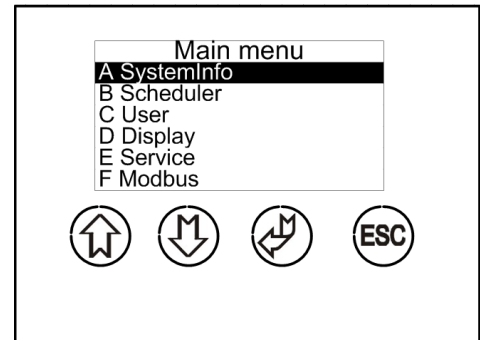 Main menu
A SystemInfo
B Scheduler
C User
D Display
E Service
F Modbus
ESC